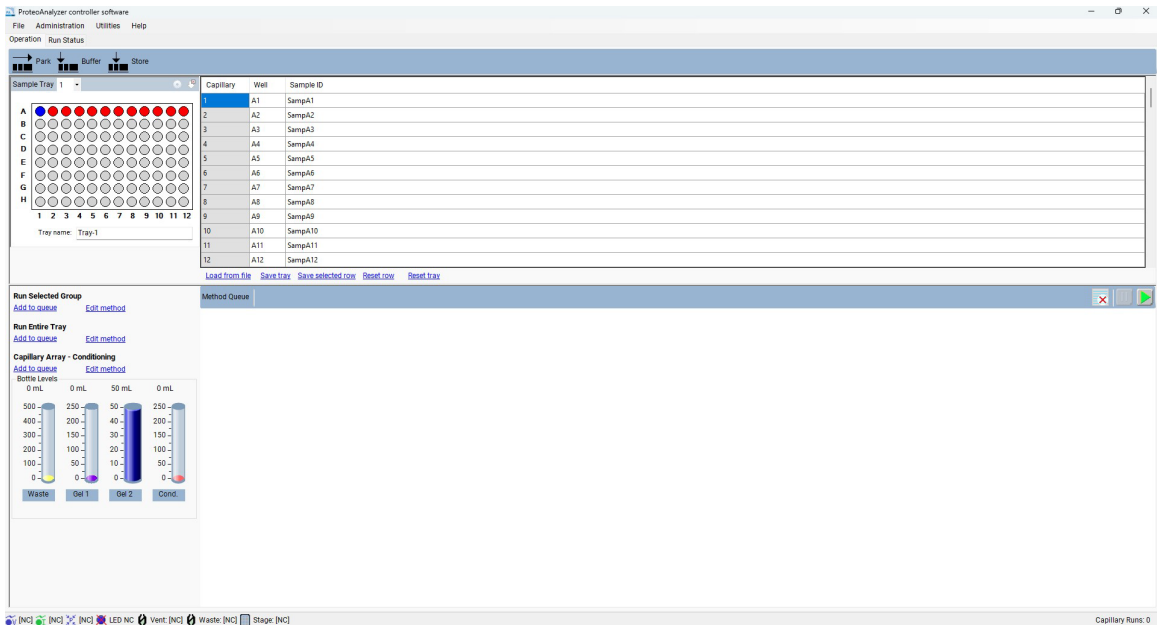 ProteoAnalyzer controller software
File Administration Utilities Help
Operation Run Status
Park Buffer Store
Sample Tray 1
A
B
C
D
E
F
G
H
1 2 3 4 5 6 7 8 9 10 11 12
Tray name: Tray-1
Capillary Well Sample ID
1 A1 SampA1
2 A2 SampA2
3 A3 SampA3
4 A4 SampA4
5 A5 SampA5
6 A6 SampA6
7 A7 SampA7
8 A8 SampA8
9 A9 SampA9
10 A10 SampA10
11 A11 SampA11
12 A12 SampA12
Load from file Save tray Save selected row Reset row Reset tray
Run Selected Group
Add to queue Edit method
Run Entire Tray
Add to queue Edit method
Capillary Array - Conditioning
Add to queue Edit method
Bottle Levels
0 mL 0 mL 50 mL 0 mL
500 250 50 250
400 200 40 200
300 150 30 150
200 100 20 100
100 50 10 50
0 0 0 0
Waste Gel 1 Gel 2 Cond.
Method Queue
[NC] [NC] [NC] LED NC Vent: [NC] Waste: [NC] Stage: [NC]
Capillary Runs: 0